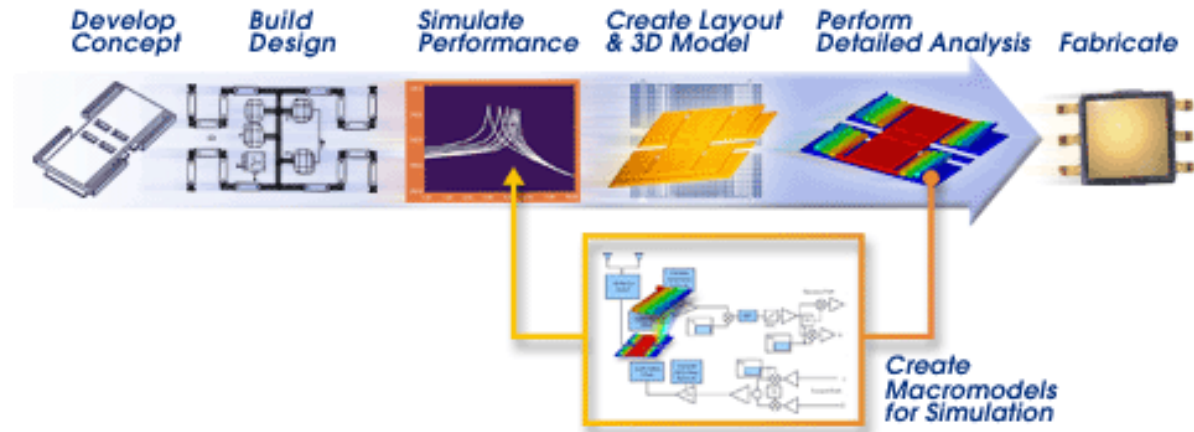 Develop
Concept
Build
Design
Simulate
Performance
Create Layout
& 3D Model
Perform
Detailed Analysis
Fabricate
Create
Macromodels
for Simulation